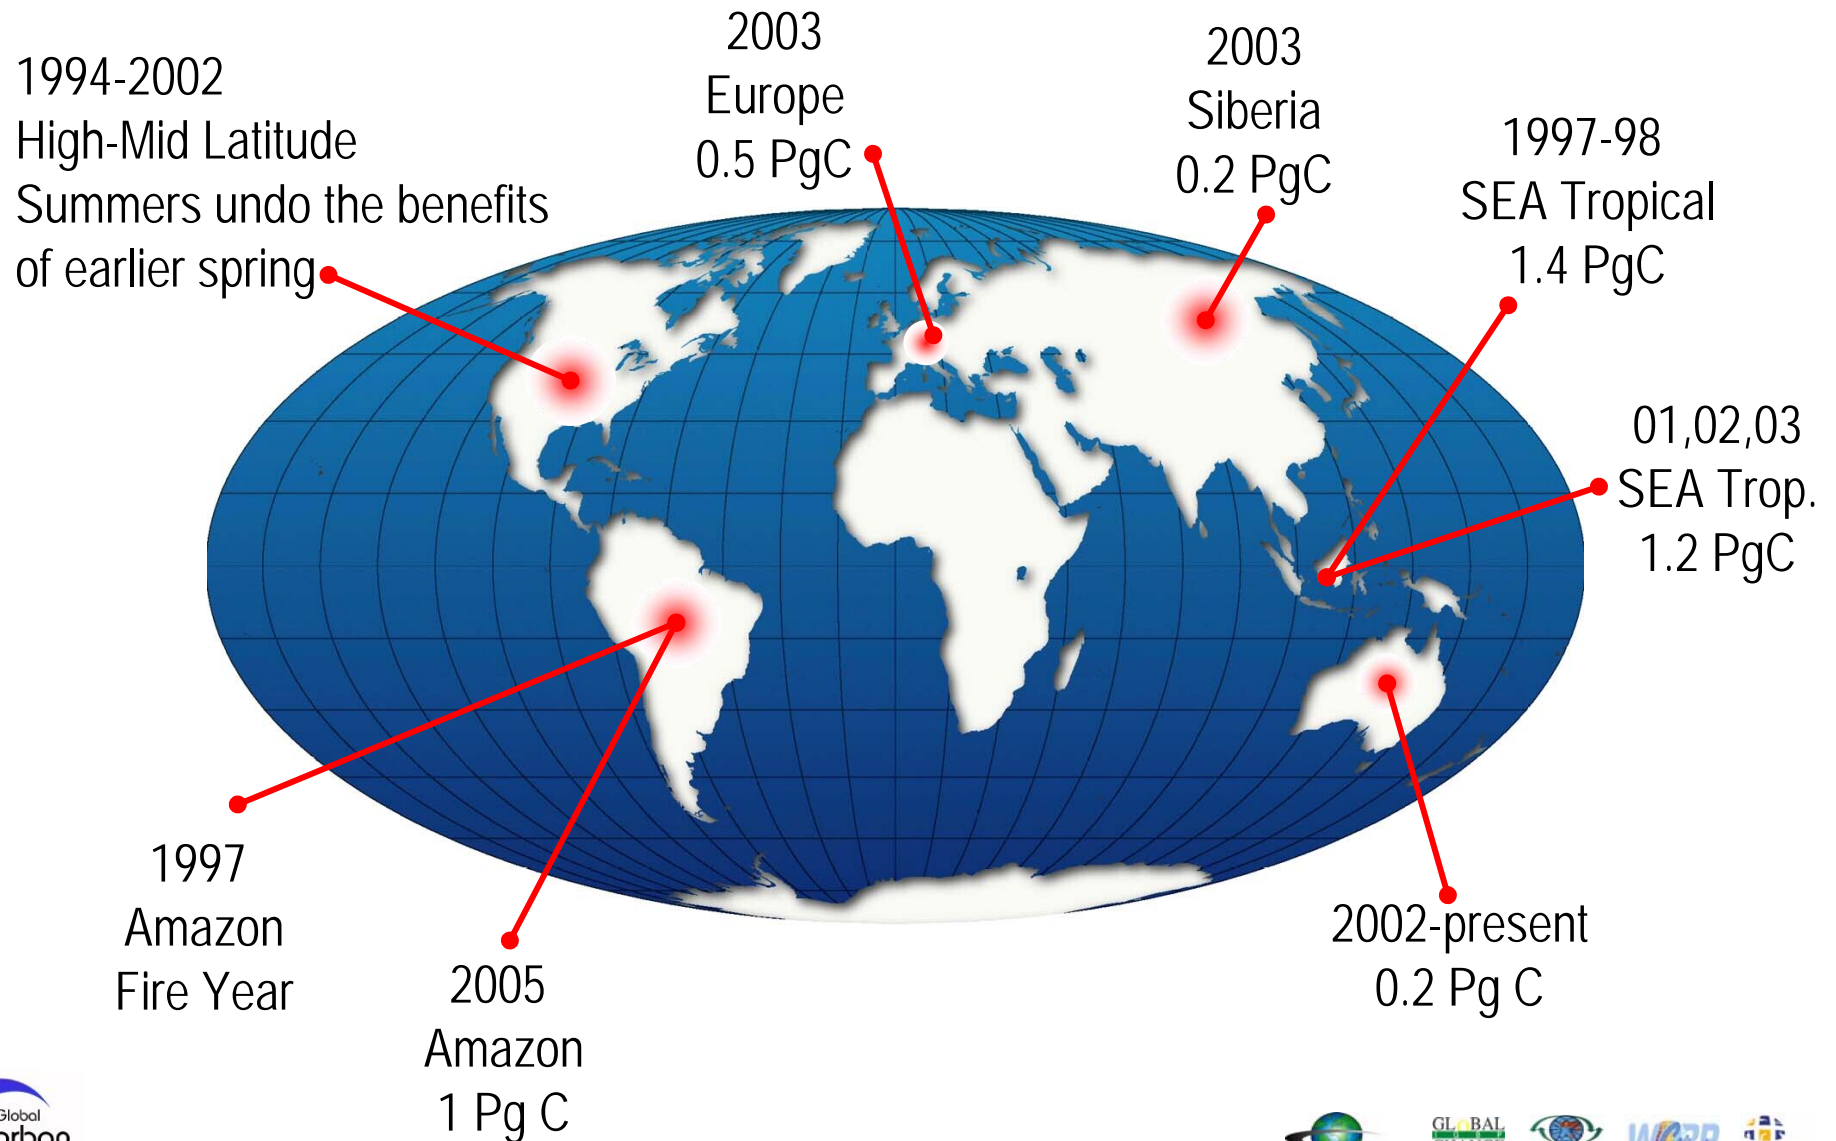 1994-2002
High-Mid Latitude
Summers undo the benefits
of earlier spring
2003
Europe
0.5 PgC
2003
Siberia
0.2 PgC
1997-98
SEA Tropical
1.4 PgC
01,02,03
SEA Trop.
1.2 PgC
1997
Amazon
Fire Year
2005
Amazon
1 Pg C
2002-present
0.2 Pg C
Global
GLOBAL